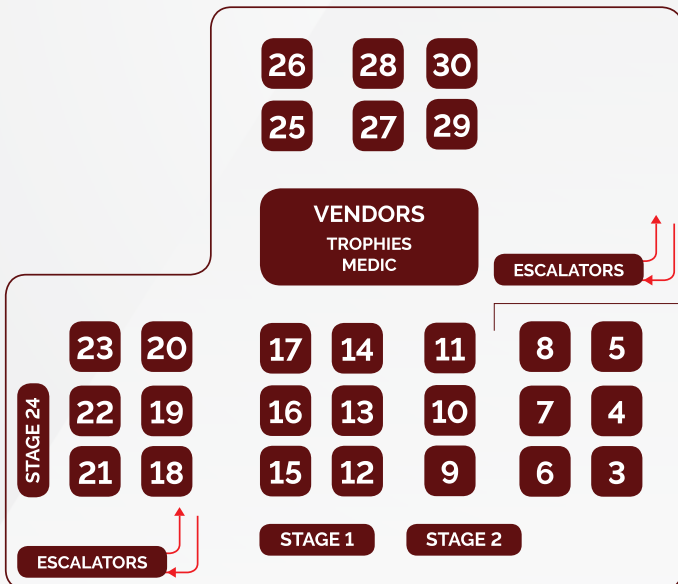 26 28 30
25 27 29
VENDORS
TROPHIES
MEDIC
ESCALATORS
23 20 17 14 11 8 5
22 19 16 13 10 7 4
STAGE 24
21 18 15 12 9 6 3
STAGE 1 STAGE 2
ESCALATORS